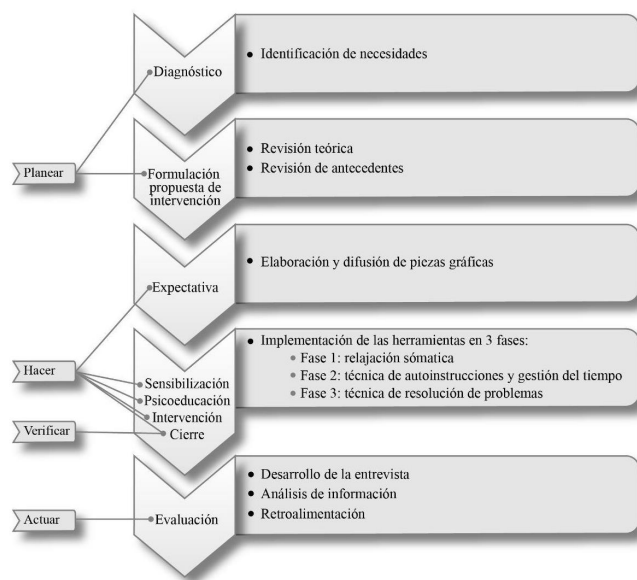 Diagnóstico
Identificación de necesidades
Planear
Formulación
propuesta de
intervención
Revisión teórica
Revisión de antecedentes
Expectativa
Elaboración y difusión de piezas gráficas
Hacer
Sensibilización
Psicoeducación
Intervención
Cierre
Verificar
Implementación de las herramientas en 3 fases:
Fase 1: relajación sómatica
Fase 2: técnica de autoinstrucciones y gestión del tiempo
Fase 3: técnica de resolución de problemas
Actuar
Evaluación
Desarrollo de la entrevista
Análisis de información
Retroalimentación